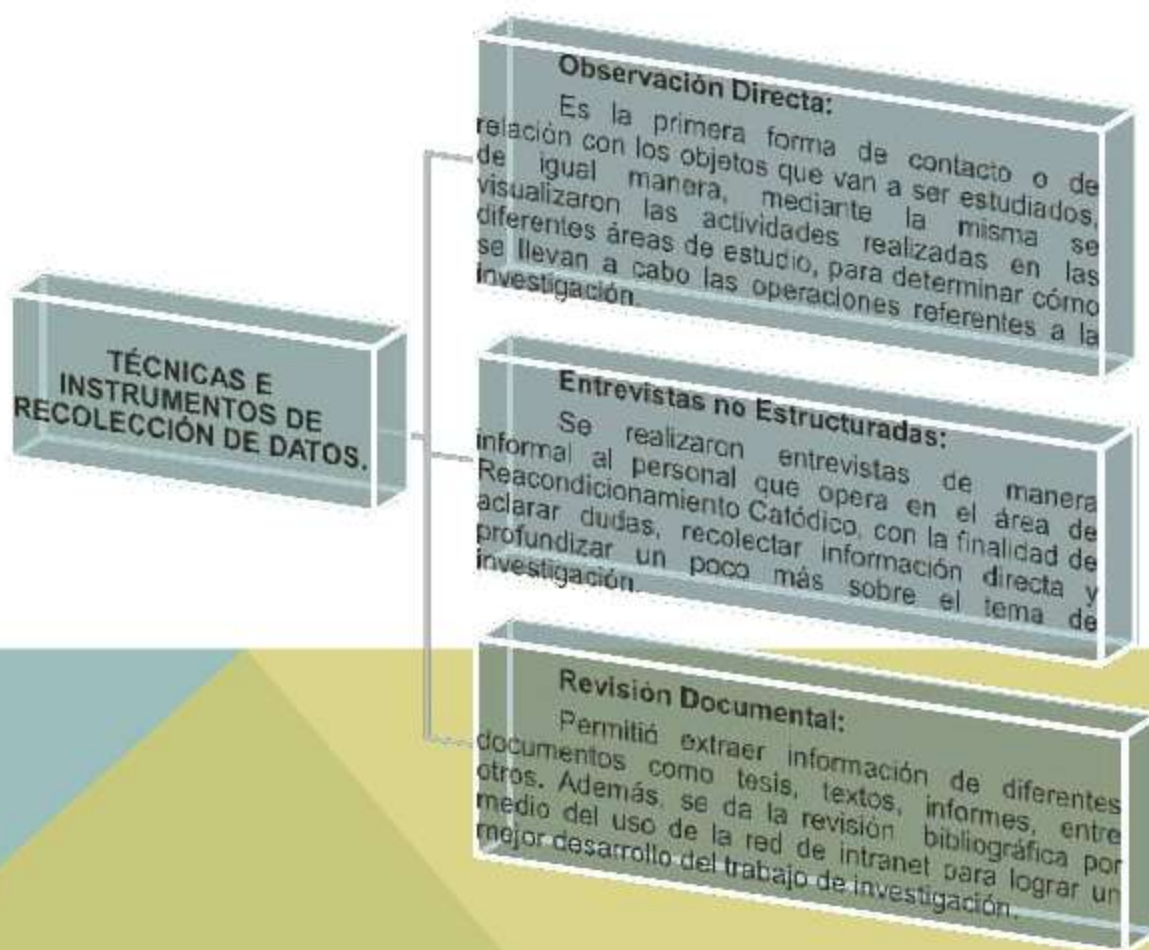 TÉCNICAS E
INSTRUMENTOS DE
RECOLECCIÓN DE DATOS.
Observación Directa:
Es la primera forma de contacto o de
relación con los objetos que van a ser estudiados,
de igual manera, mediante la misma se
visualizaron las actividades realizadas en las
diferentes áreas de estudio, para determinar cómo
se llevan a cabo las operaciones referentes a la
investigación.
Entrevistas no Estructuradas:
Se realizaron entrevistas de manera
informal al personal que opera en el área de
Reacondicionamiento Catódico, con la finalidad de
aclarar dudas, recolectar información directa y
profundizar un poco más sobre el tema de
investigación.
Revisión Documental:
Permitió extraer información de diferentes
documentos como tesis, textos, informes, entre
otros. Además, se da la revisión bibliográfica por
medio del uso de la red de intranet para lograr un
mejor desarrollo del trabajo de investigación.